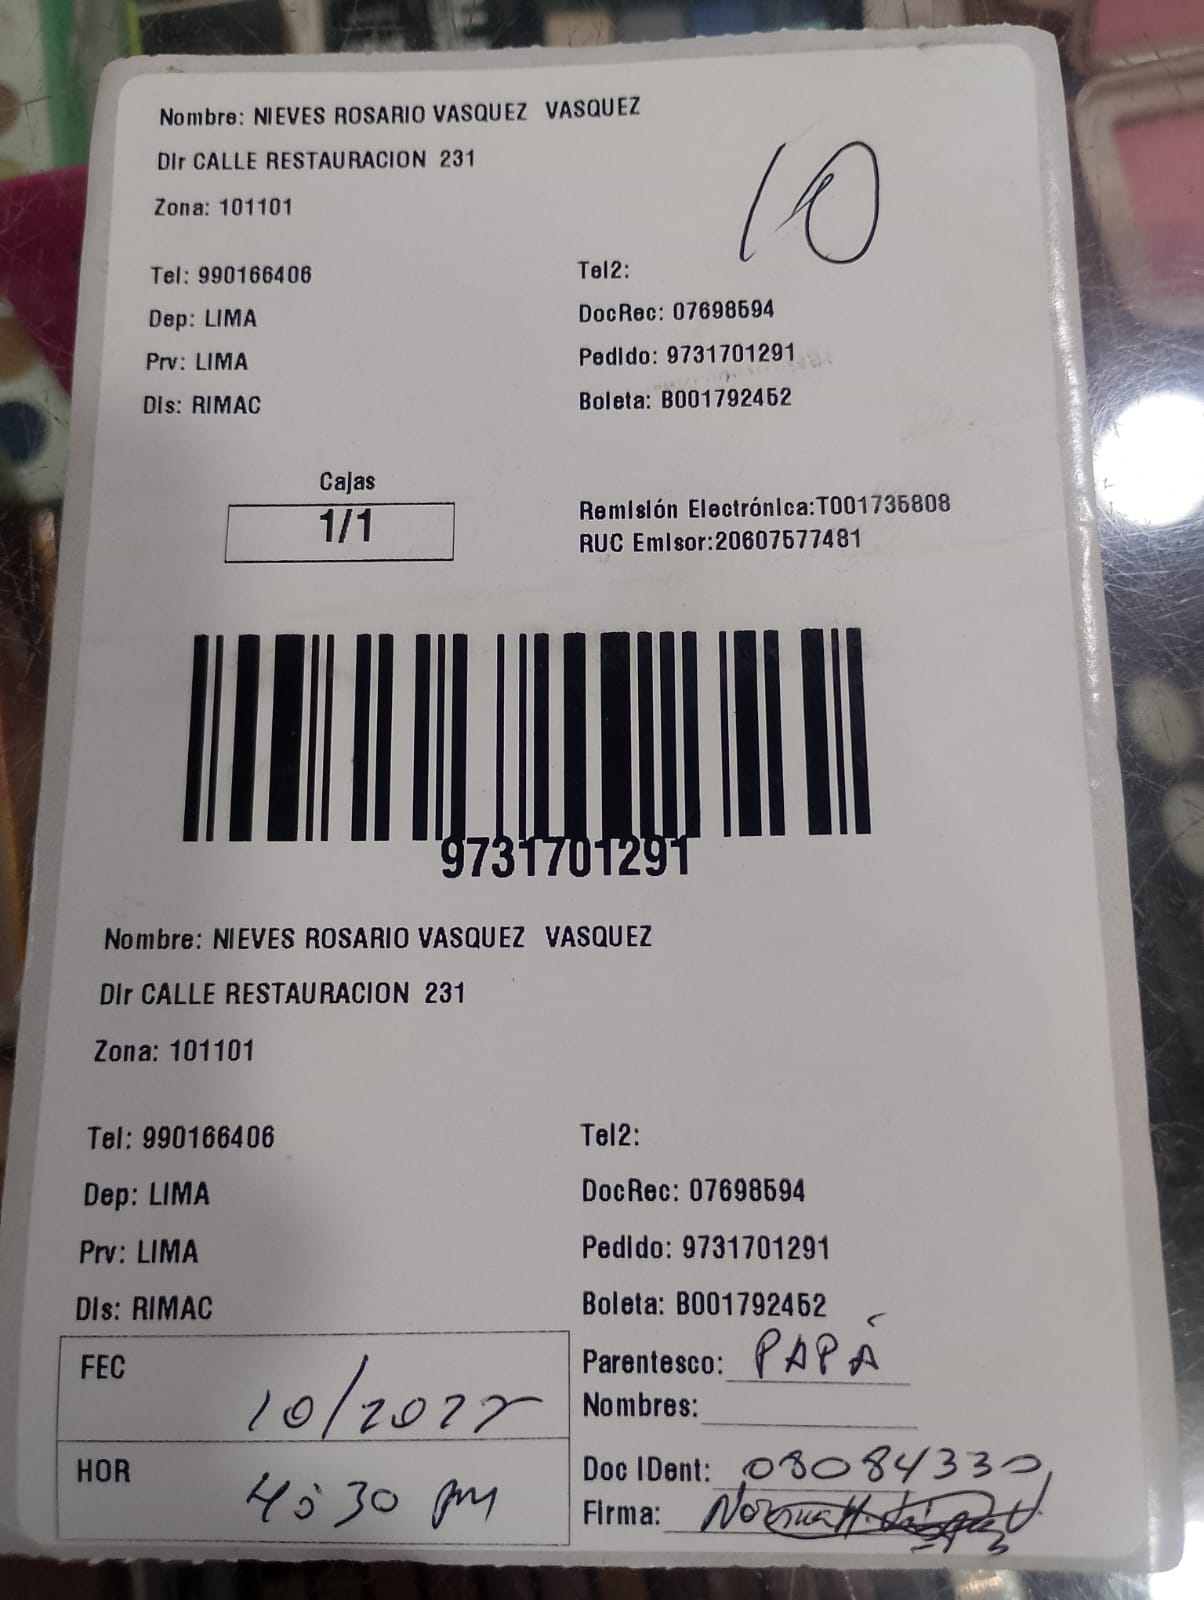 Nombre: NIEVES ROSARIO VASQUEZ VASQUEZ
Dir CALLE RESTAURACION 231
10
Zona: 101101
Tel: 990166406 Tel2:
Dep: LIMA DocRec: 07698594
Prv: LIMA Pedido: 9731701291
Dis: RIMAC Boleta: B001792452
Cajas
1/1
Remisión Electrónica:T001735808
RUC Emisor:20607577481
9731701291
Nombre: NIEVES ROSARIO VASQUEZ VASQUEZ
Dir CALLE RESTAURACION 231
Zona: 101101
Tel: 990166406 Tel2:
Dep: LIMA DocRec: 07698594
Prv: LIMA Pedido: 9731701291
Dis: RIMAC Boleta: B001792452
FEC 10/2022 Parentesco: PAPÁ
Nombres:
HOR 4:30 pm Doc IDent: 08084330
Firma: